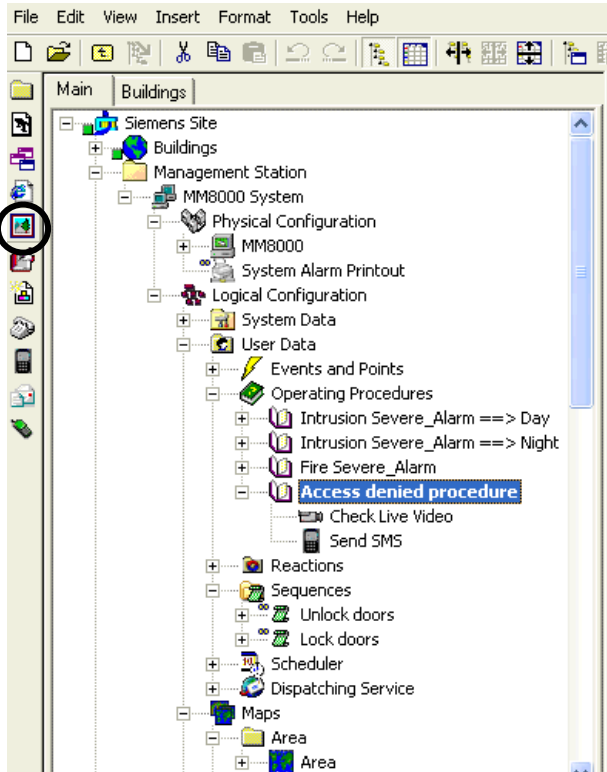 File Edit View Insert Format Tools Help
Main Buildings
Siemens Site
Buildings
Management Station
MM8000 System
Physical Configuration
MM8000
System Alarm Printout
Logical Configuration
System Data
User Data
Events and Points
Operating Procedures
Intrusion Severe_Alarm ==> Day
Intrusion Severe_Alarm ==> Night
Fire Severe_Alarm
Access denied procedure
Check Live Video
Send SMS
Reactions
Sequences
Unlock doors
Lock doors
Scheduler
Dispatching Service
Maps
Area
Area